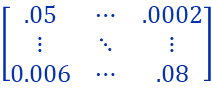 .05 ⋯ .0002
⋮ ⋱ ⋮
0.006 ⋯ .08